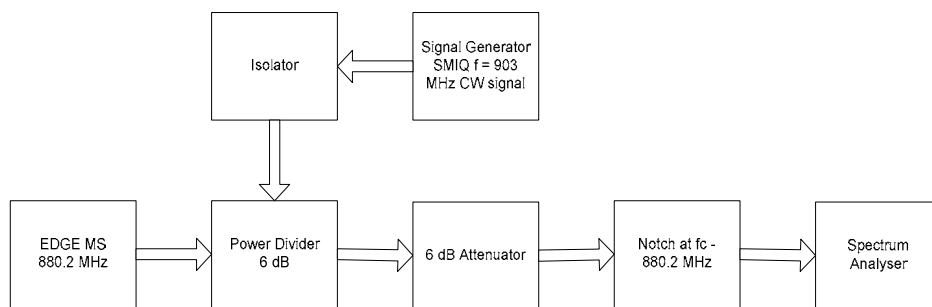 Isolator
Signal Generator
SMIQ f = 903
MHz CW signal
EDGE MS
880.2 MHz
Power Divider
6 dB
6 dB Attenuator
Notch at fc -
880.2 MHz
Spectrum
Analyser